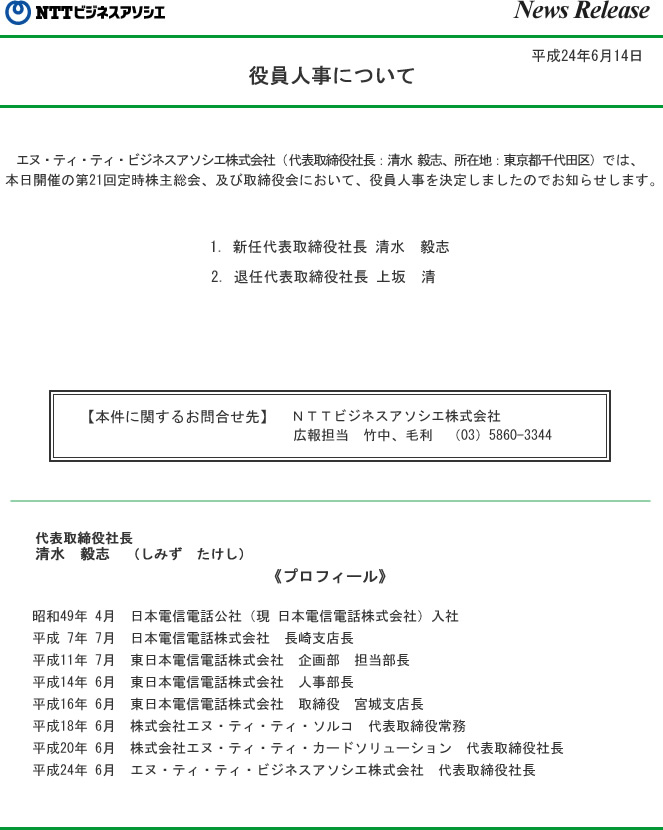 NTTビジネスアソシエ
News Release
平成24年6月14日
役員人事について
エヌ・ティ・ティ・ビジネスアソシエ株式会社（代表取締役社長：清水 毅志、所在地：東京都千代田区）では、
本日開催の第21回定時株主総会、及び取締役会において、役員人事を決定しましたのでお知らせします。
1. 新任代表取締役社長 清水　毅志
2. 退任代表取締役社長 上坂　清
【本件に関するお問合せ先】　ＮＴＴビジネスアソシエ株式会社
広報担当　竹中、毛利　（03）5860-3344
代表取締役社長
清水　毅志　（しみず　たけし）
《プロフィール》
昭和49年 4月　日本電信電話公社（現 日本電信電話株式会社）入社
平成 7年 7月　日本電信電話株式会社　長崎支店長
平成11年 7月　東日本電信電話株式会社　企画部　担当部長
平成14年 6月　東日本電信電話株式会社　人事部長
平成16年 6月　東日本電信電話株式会社　取締役　宮城支店長
平成18年 6月　株式会社エヌ・ティ・ティ・ソルコ　代表取締役常務
平成20年 6月　株式会社エヌ・ティ・ティ・カードソリューション　代表取締役社長
平成24年 6月　エヌ・ティ・ティ・ビジネスアソシエ株式会社　代表取締役社長